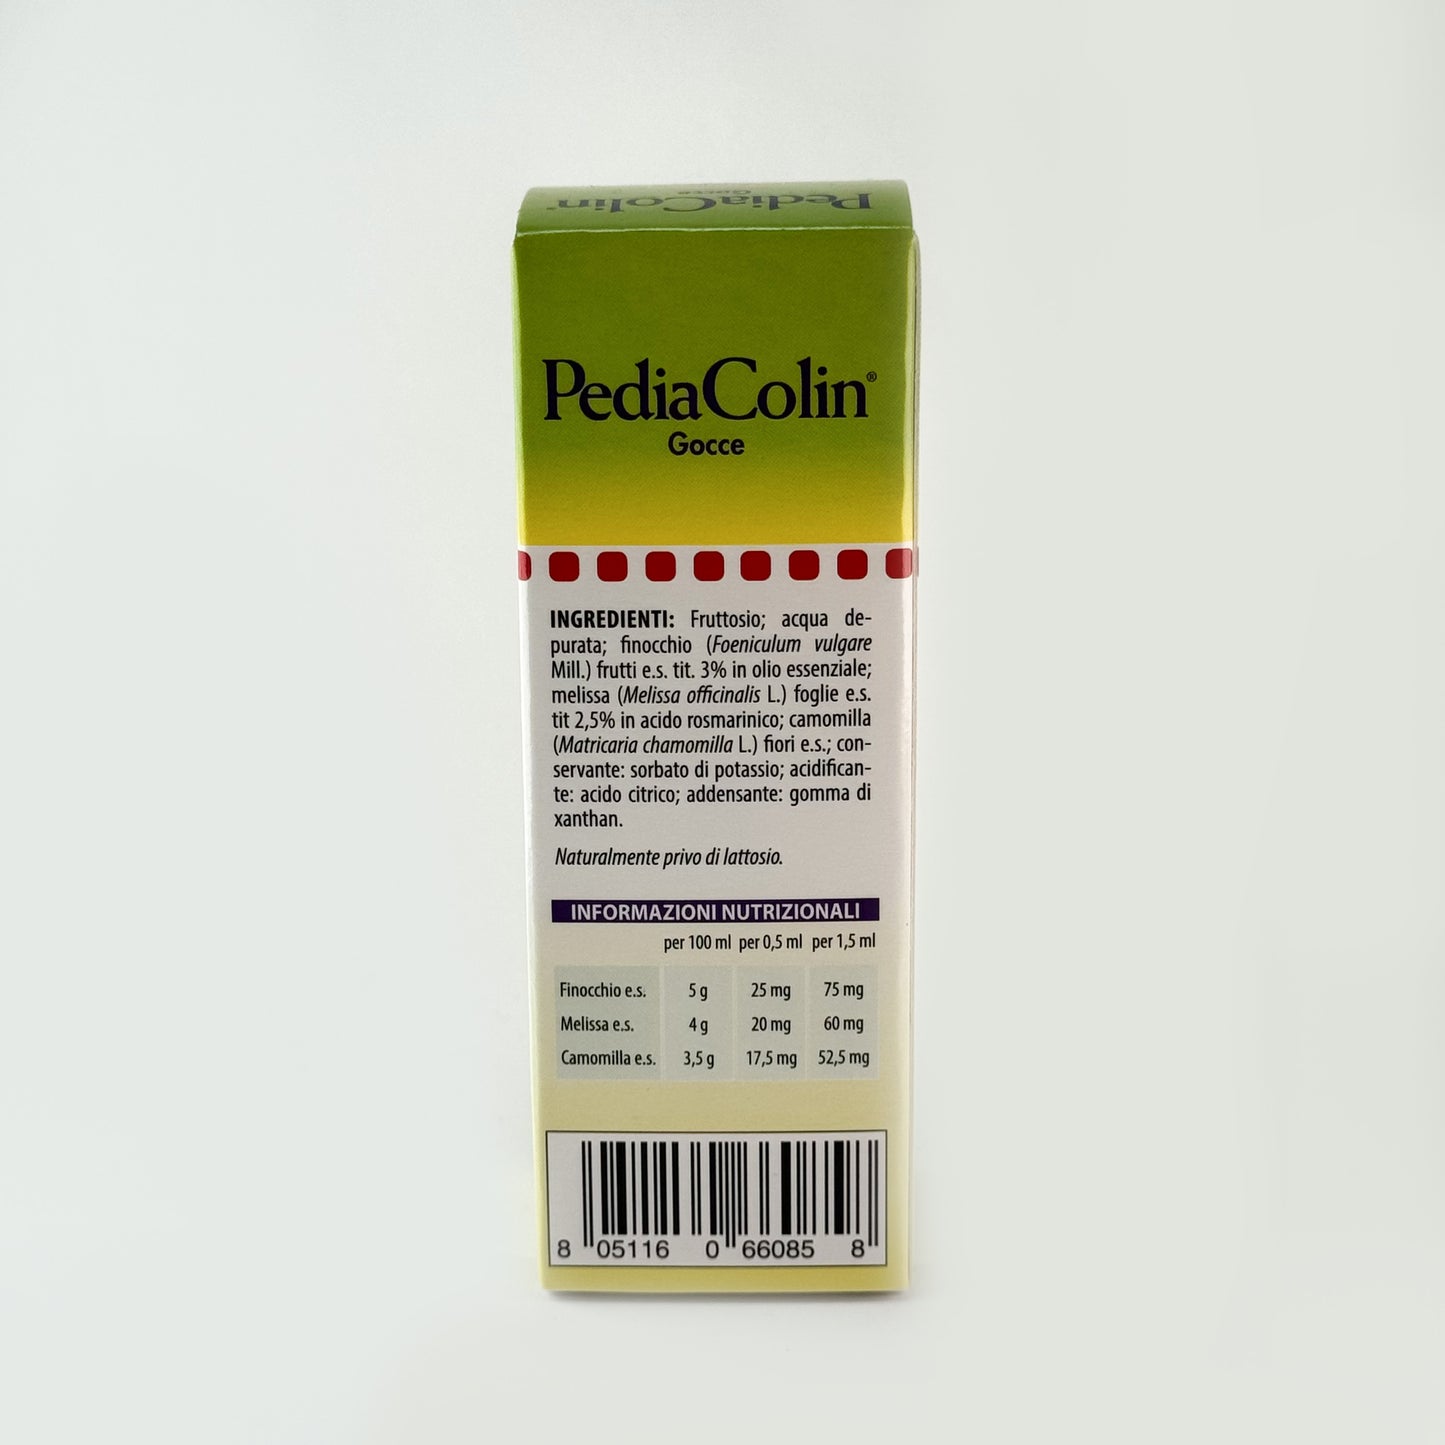 PediaColin
Gocce
PediaColin®
Gocce
INGREDIENTI: Fruttosio; acqua de-
purata; finocchio (Foeniculum vulgare
Mill.) frutti e.s. tit. 3% in olio essenziale;
melissa (Melissa officinalis L.) foglie e.s.
tit 2,5% in acido rosmarinico; camomilla
(Matricaria chamomilla L.) fiori e.s.; con-
servante: sorbato di potassio; acidifican-
te: acido citrico; addensante: gomma di
xanthan.
Naturalmente privo di lattosio.
INFORMAZIONI NUTRIZIONALI
per 100 ml per 0,5 ml per 1,5 ml
Finocchio e.s. 5 g 25 mg 75 mg
Melissa e.s. 4 g 20 mg 60 mg
Camomilla e.s. 3,5 g 17,5 mg 52,5 mg
8 05116 0 66085 8